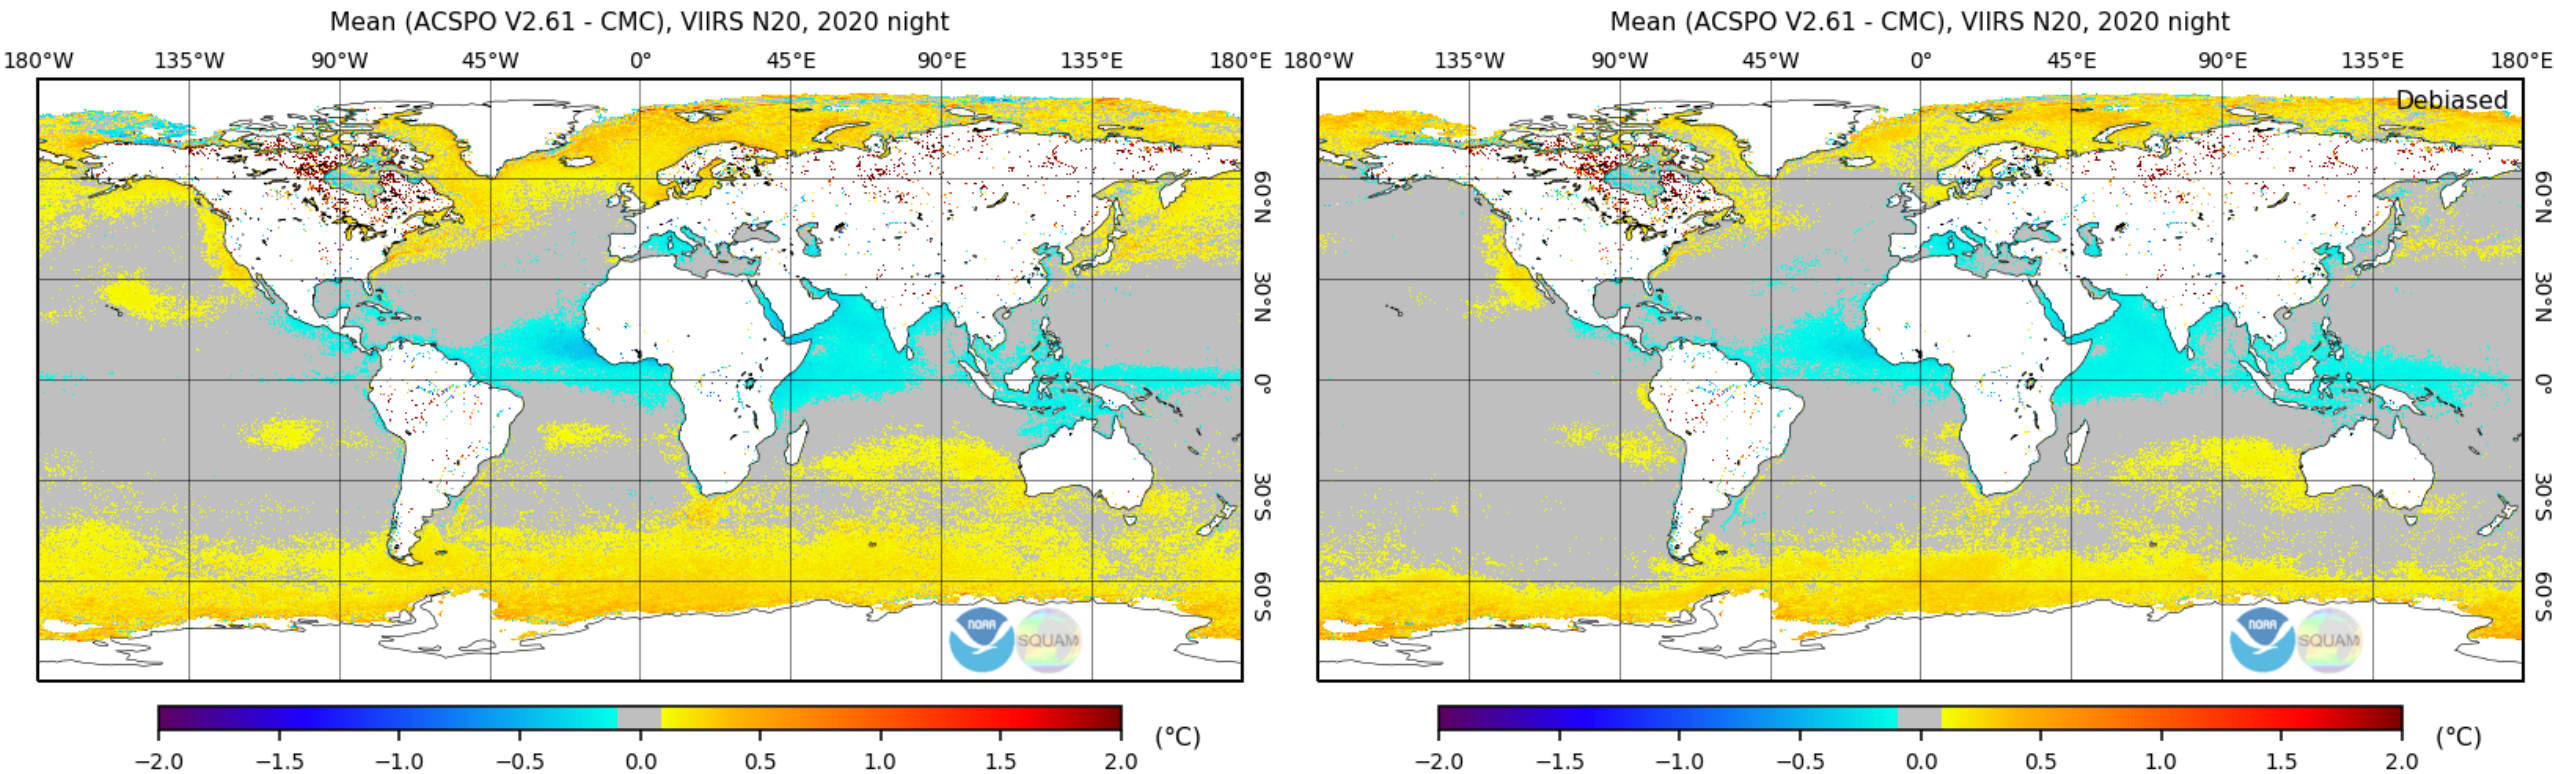 Mean (ACSPO V2.61 - CMC), VIIRS N20, 2020 night
180°W 135°W 90°W 45°W 0° 45°E 90°E 135°E 180°E
60°N
30°N
0°
30°S
60°S
NOAA SQUAM
−2.0 −1.5 −1.0 −0.5 0.0 0.5 1.0 1.5 2.0
(°C)
Mean (ACSPO V2.61 - CMC), VIIRS N20, 2020 night
180°W 135°W 90°W 45°W 0° 45°E 90°E 135°E 180°E
Debiased
60°N
30°N
0°
30°S
60°S
NOAA SQUAM
−2.0 −1.5 −1.0 −0.5 0.0 0.5 1.0 1.5 2.0
(°C)